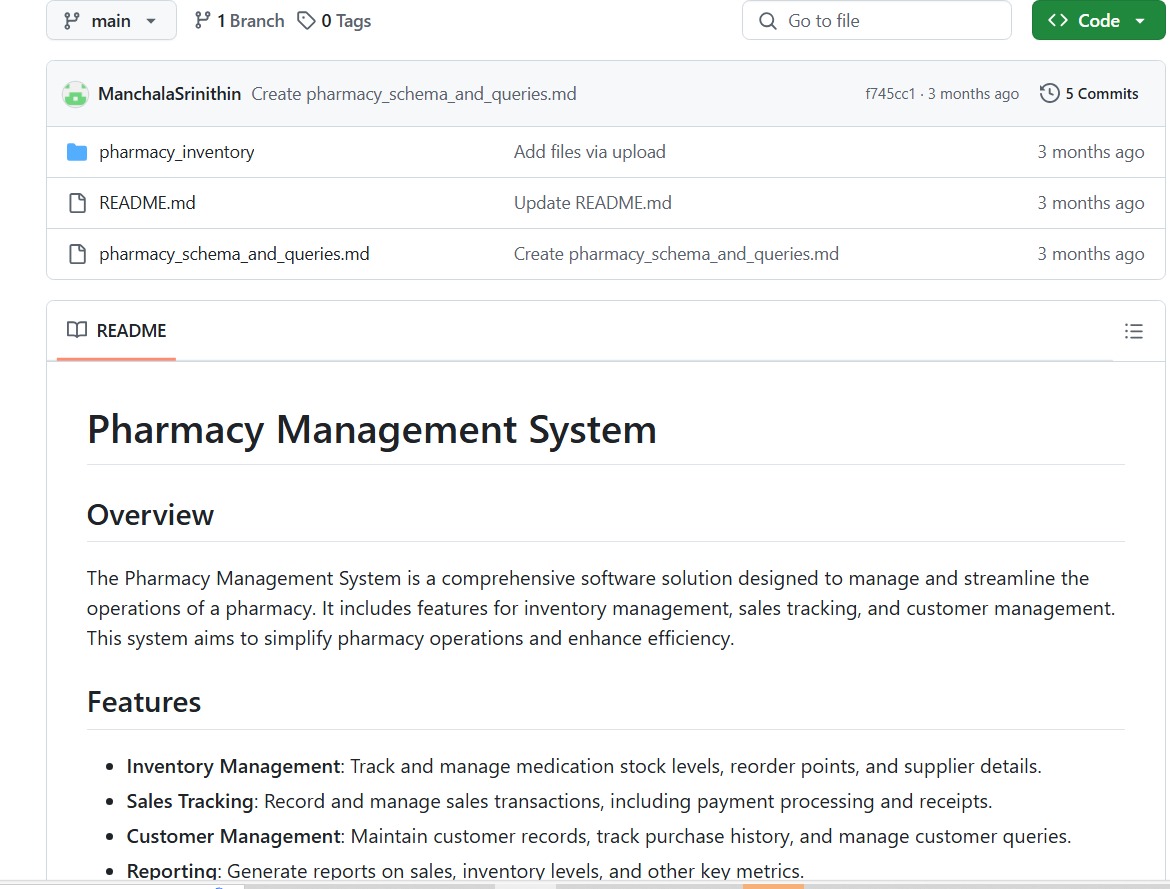 main 1 Branch 0 Tags Go to file Code
ManchalaSrinithin Create pharmacy_schema_and_queries.md f745cc1 · 3 months ago 5 Commits
pharmacy_inventory Add files via upload 3 months ago
README.md Update README.md 3 months ago
pharmacy_schema_and_queries.md Create pharmacy_schema_and_queries.md 3 months ago
README
Pharmacy Management System
Overview
The Pharmacy Management System is a comprehensive software solution designed to manage and streamline the
operations of a pharmacy. It includes features for inventory management, sales tracking, and customer management.
This system aims to simplify pharmacy operations and enhance efficiency.
Features
• Inventory Management: Track and manage medication stock levels, reorder points, and supplier details.
• Sales Tracking: Record and manage sales transactions, including payment processing and receipts.
• Customer Management: Maintain customer records, track purchase history, and manage customer queries.
• Reporting: Generate reports on sales, inventory levels, and other key metrics.